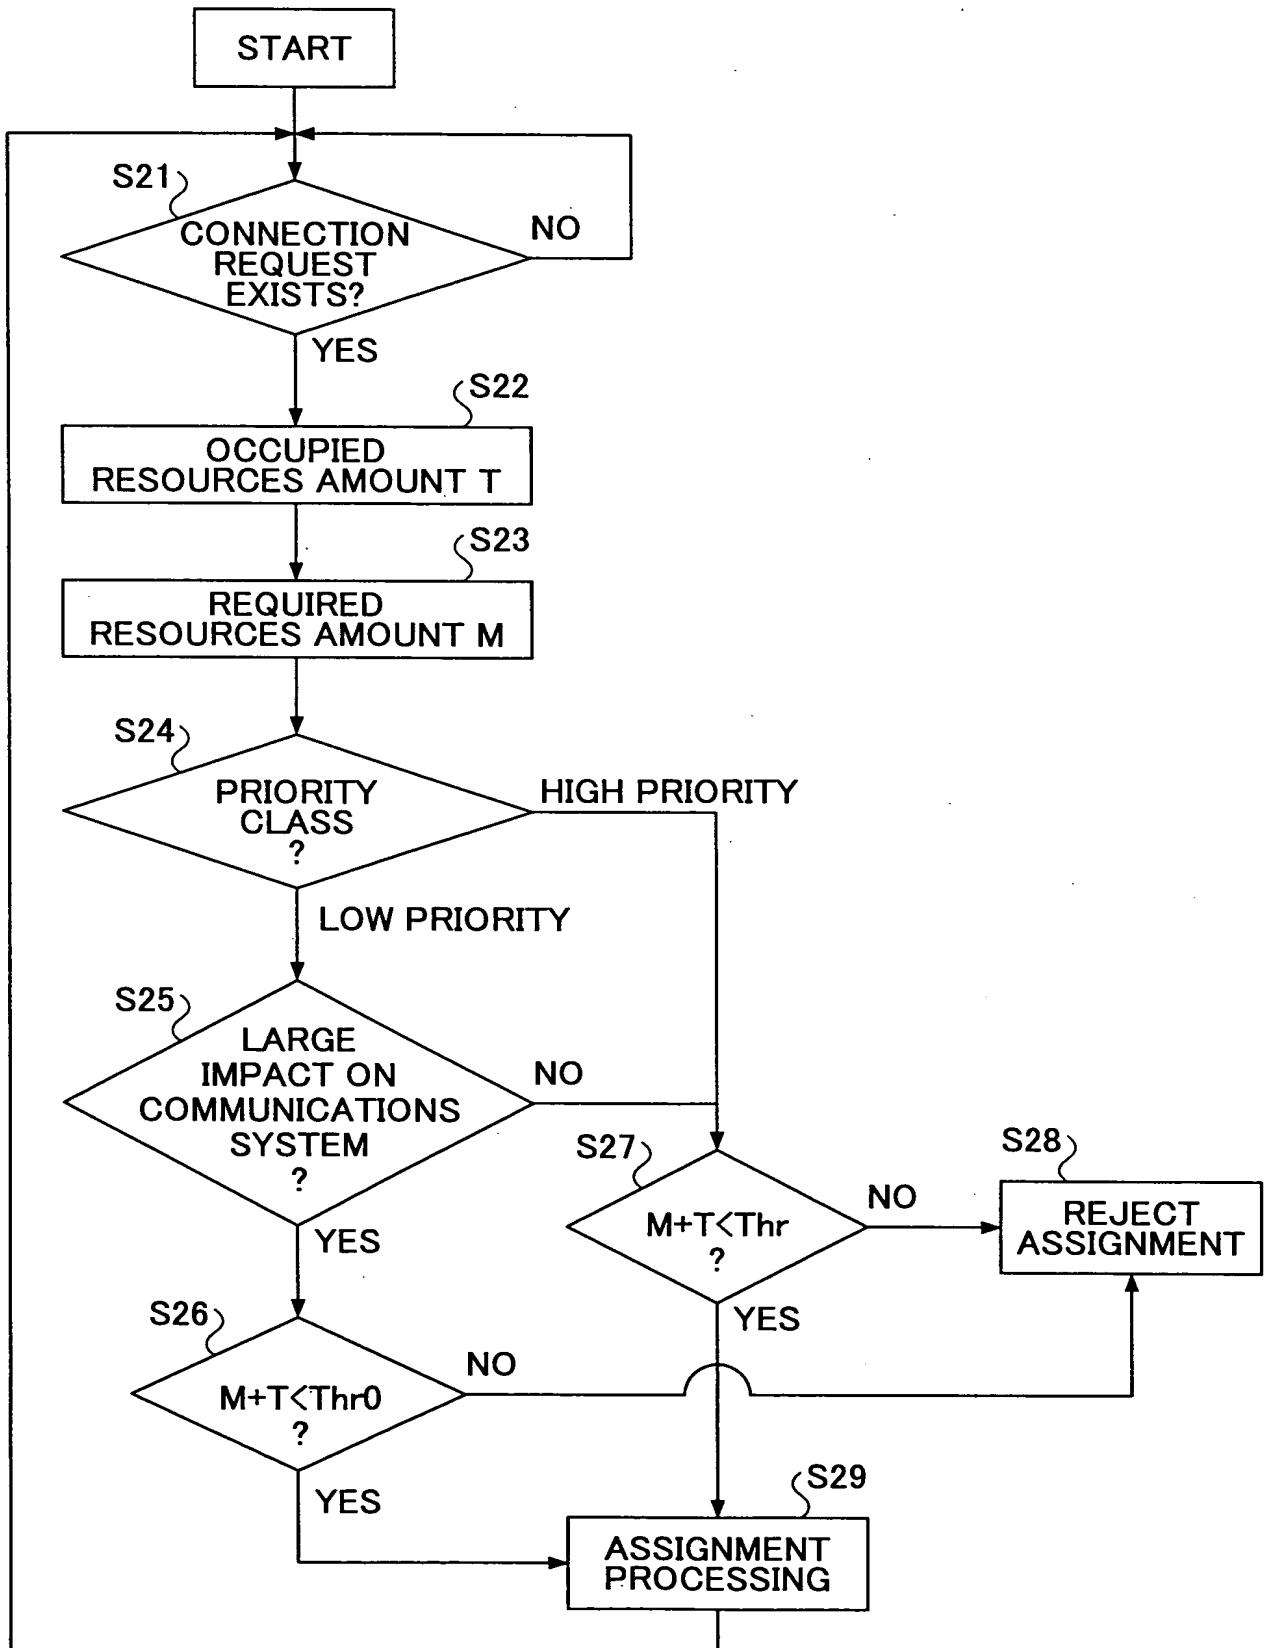 START
S21
CONNECTION
REQUEST
EXISTS?
NO
YES
S22
OCCUPIED
RESOURCES AMOUNT T
S23
REQUIRED
RESOURCES AMOUNT M
S24
PRIORITY
CLASS
?
HIGH PRIORITY
LOW PRIORITY
S25
LARGE
IMPACT ON
COMMUNICATIONS
SYSTEM
?
NO
YES
S27
M+T<Thr
?
NO
YES
S28
REJECT
ASSIGNMENT
S26
M+T<Thr0
?
NO
YES
S29
ASSIGNMENT
PROCESSING